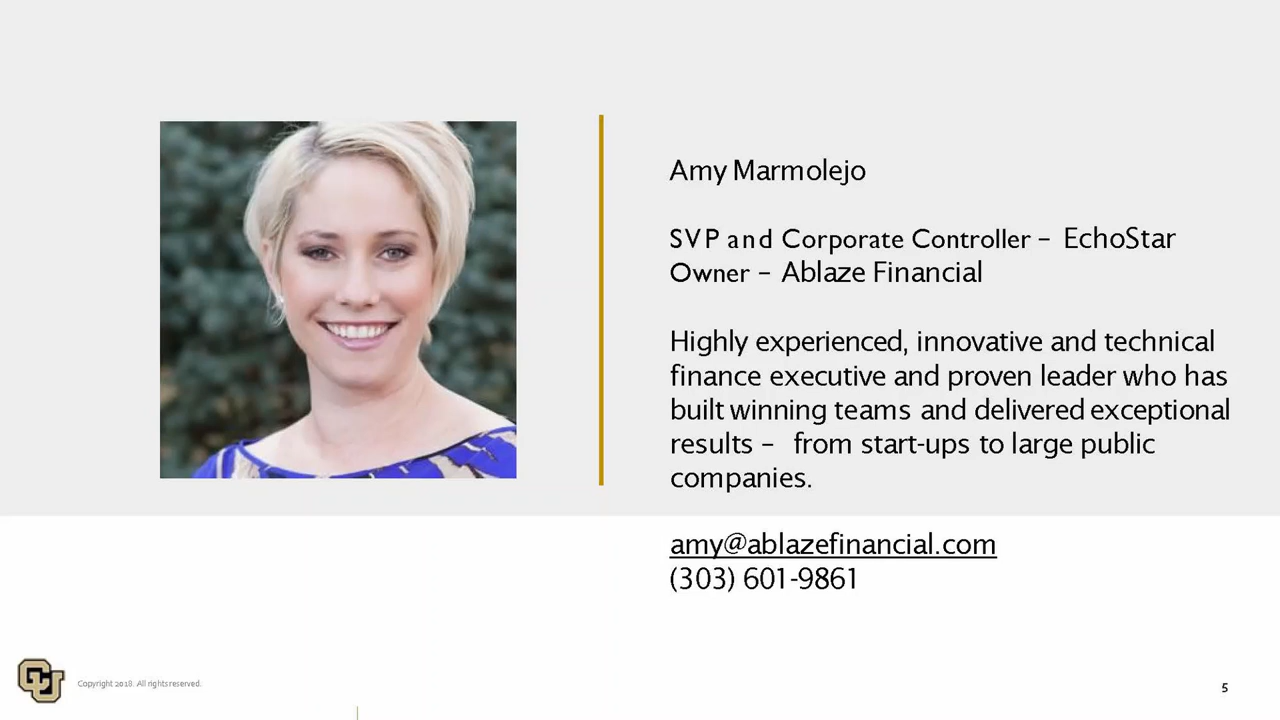 Amy Marmolejo
SVP and Corporate Controller – EchoStar
Owner – Ablaze Financial
Highly experienced, innovative and technical
finance executive and proven leader who has
built winning teams and delivered exceptional
results – from start-ups to large public
companies.
amy@ablazefinancial.com
(303) 601-9861
CU
Copyright 2018. All rights reserved.
5